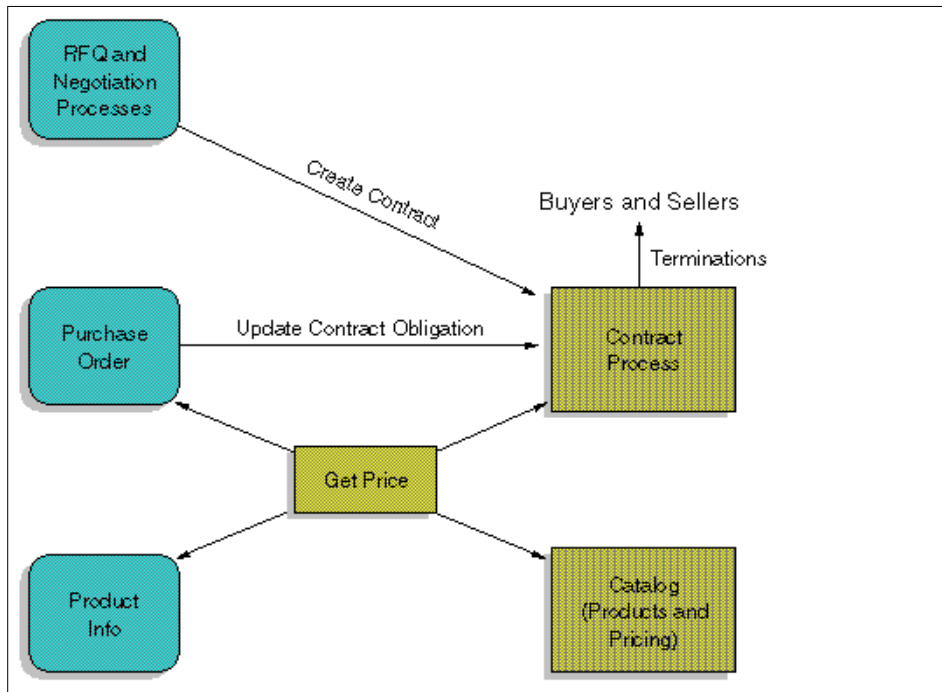 RFQ and
Negotiation
Processes
Create Contract
Buyers and Sellers
Terminations
Purchase
Order
Update Contract Obligation
Contract
Process
Get Price
Product
Info
Catalog
(Products and
Pricing)